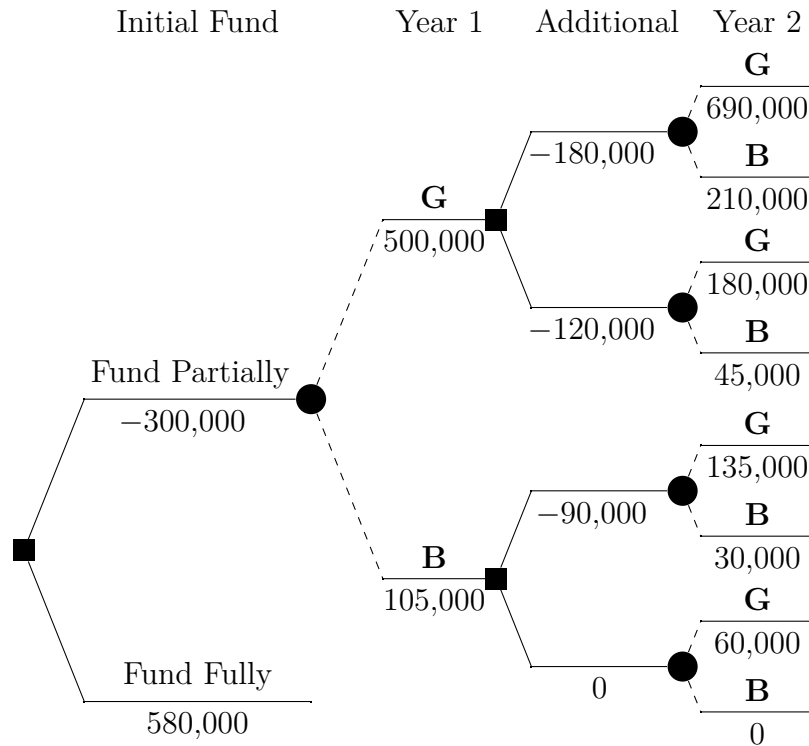 Initial Fund Year 1 Additional Year 2
G
690,000
−180,000
B
210,000
G
500,000
G
180,000
−120,000
B
45,000
Fund Partially
−300,000
G
135,000
−90,000
B
30,000
B
105,000
G
60,000
0
B
0
Fund Fully
580,000